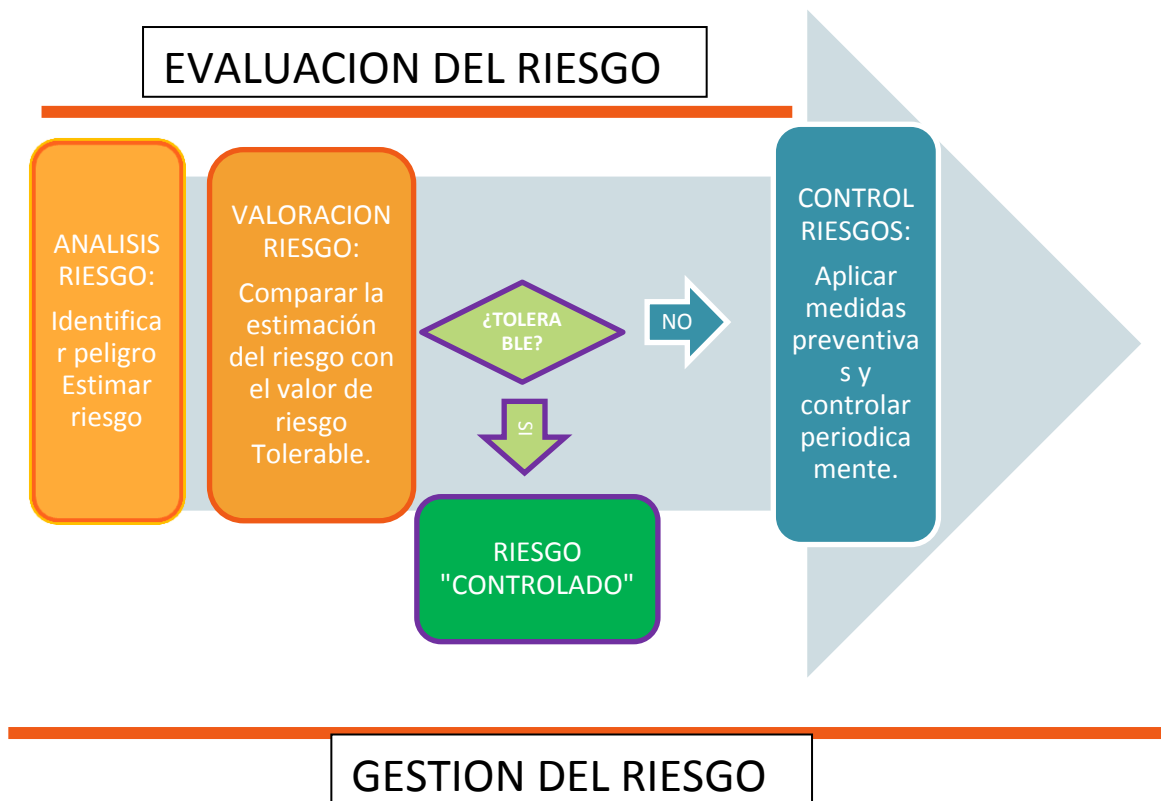 EVALUACION DEL RIESGO
ANALISIS
RIESGO:
Identifica
r peligro
Estimar
riesgo
VALORACION
RIESGO:
Comparar la
estimación
del riesgo con
el valor de
riesgo
Tolerable.
¿TOLERA
BLE?
NO
SI
RIESGO
"CONTROLADO"
CONTROL
RIESGOS:
Aplicar
medidas
preventiva
s y
controlar
periodica
mente.
GESTION DEL RIESGO